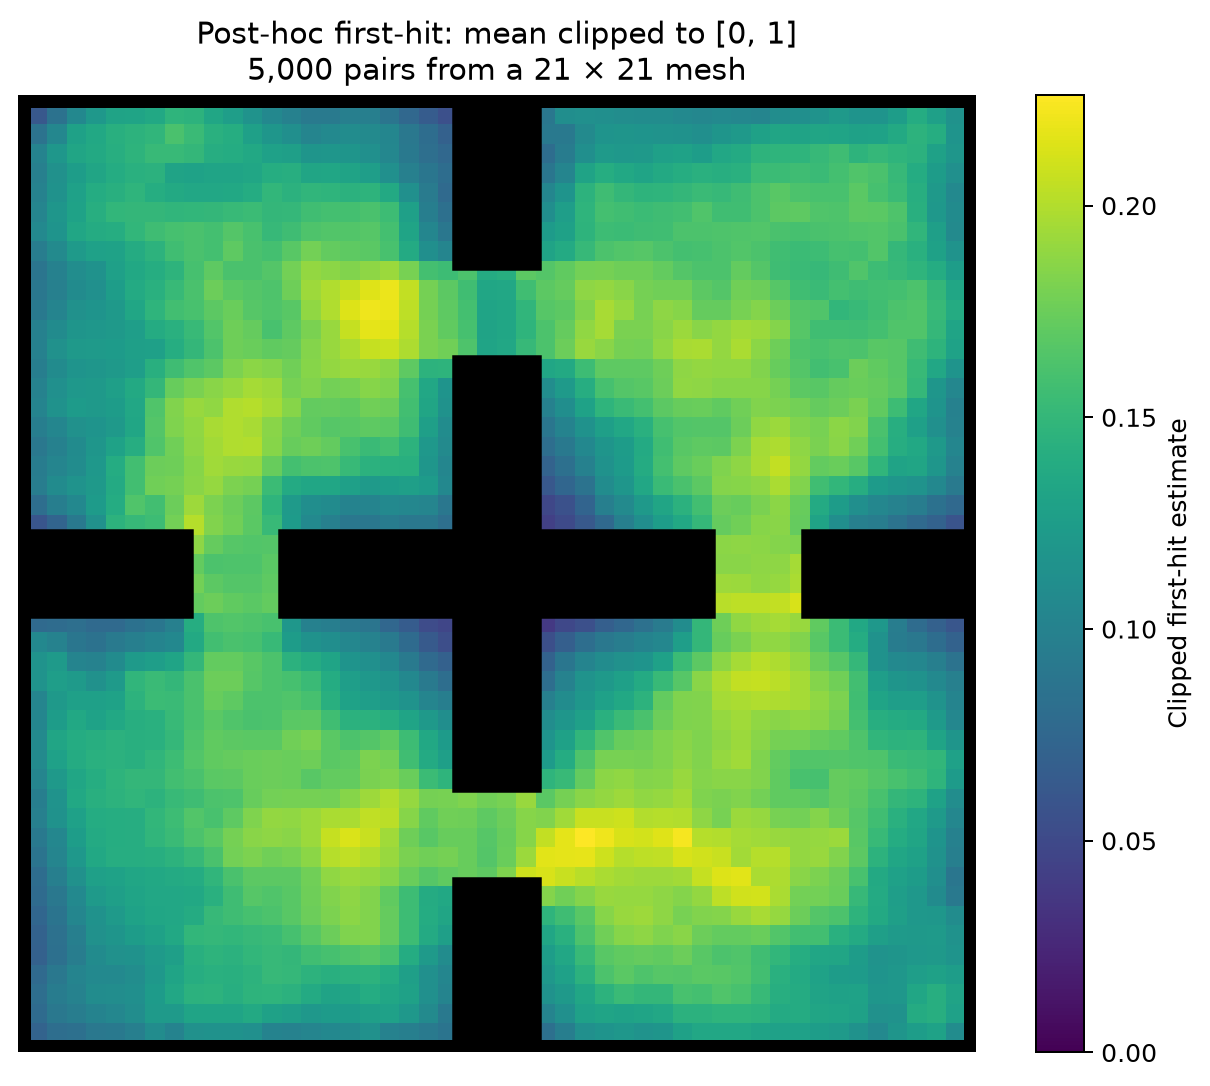 Post-hoc first-hit: mean clipped to [0, 1]
5,000 pairs from a 21 × 21 mesh
0.20
0.15
0.10
0.05
0.00
Clipped first-hit estimate